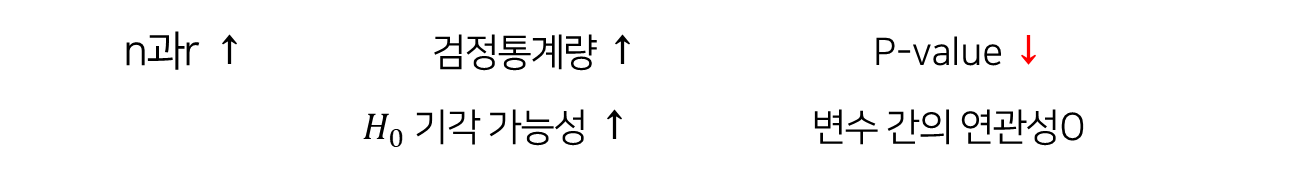 n과r ↑ 검정통계량 ↑ P-value ↓
H₀ 기각 가능성 ↑ 변수 간의 연관성O